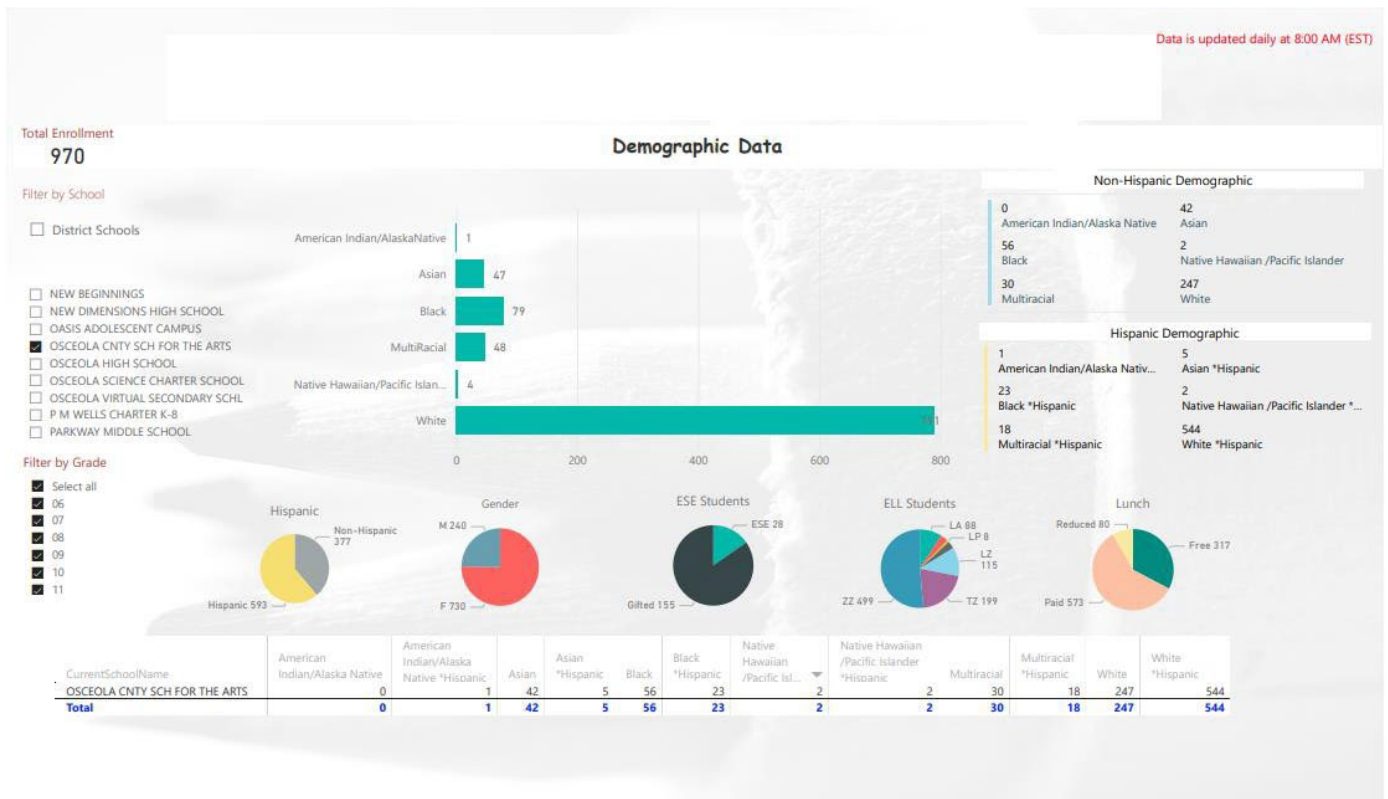 Data is updated daily at 8:00 AM (EST)
Total Enrollment
970
Demographic Data
Filter by School
District Schools
NEW BEGINNINGS
NEW DIMENSIONS HIGH SCHOOL
OASIS ADOLESCENT CAMPUS
OSCEOLA CNTY SCH FOR THE ARTS
OSCEOLA HIGH SCHOOL
OSCEOLA SCIENCE CHARTER SCHOOL
OSCEOLA VIRTUAL SECONDARY SCHL
P M WELLS CHARTER K-8
PARKWAY MIDDLE SCHOOL
Filter by Grade
Select all
06
07
08
09
10
11
American Indian/AlaskaNative 1
Asian 47
Black 79
MultiRacial 48
Native Hawaiian/Pacific Islan... 4
White 791
0 200 400 600 800
Non-Hispanic Demographic
0 42
American Indian/Alaska Native Asian
56 2
Black Native Hawaiian /Pacific Islander
30 247
Multiracial White
Hispanic Demographic
1 5
American Indian/Alaska Nativ... Asian *Hispanic
23 2
Black *Hispanic Native Hawaiian /Pacific Islander *...
18 544
Multiracial *Hispanic White *Hispanic
Hispanic
Non-Hispanic
377
Hispanic 593
Gender
M 240
F 730
ESE Students
ESE 28
Gifted 155
ELL Students
LA 88
LP 8
LZ
115
TZ 199
ZZ 499
Lunch
Reduced 80
Free 317
Paid 573
CurrentSchoolName American Indian/Alaska Native American Indian/Alaska Native *Hispanic Asian Asian *Hispanic Black Black *Hispanic Native Hawaiian /Pacific Isl... Native Hawaiian /Pacific Islander *Hispanic Multiracial Multiracial *Hispanic White White *Hispanic
OSCEOLA CNTY SCH FOR THE ARTS 0 1 42 5 56 23 2 2 30 18 247 544
Total 0 1 42 5 56 23 2 2 30 18 247 544